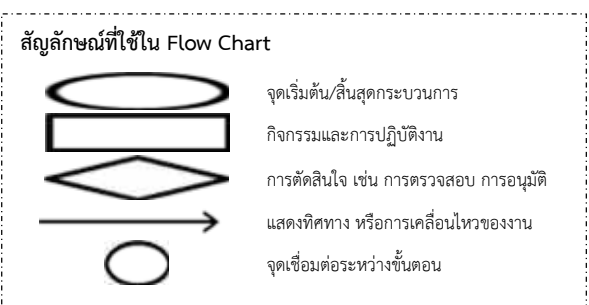 สัญลักษณ์ที่ใช้ใน Flow Chart
จุดเริ่มต้น/สิ้นสุดกระบวนการ
กิจกรรมและการปฏิบัติงาน
การตัดสินใจ เช่น การตรวจสอบ การอนุมัติ
แสดงทิศทาง หรือการเคลื่อนไหวของงาน
จุดเชื่อมต่อระหว่างขั้นตอน